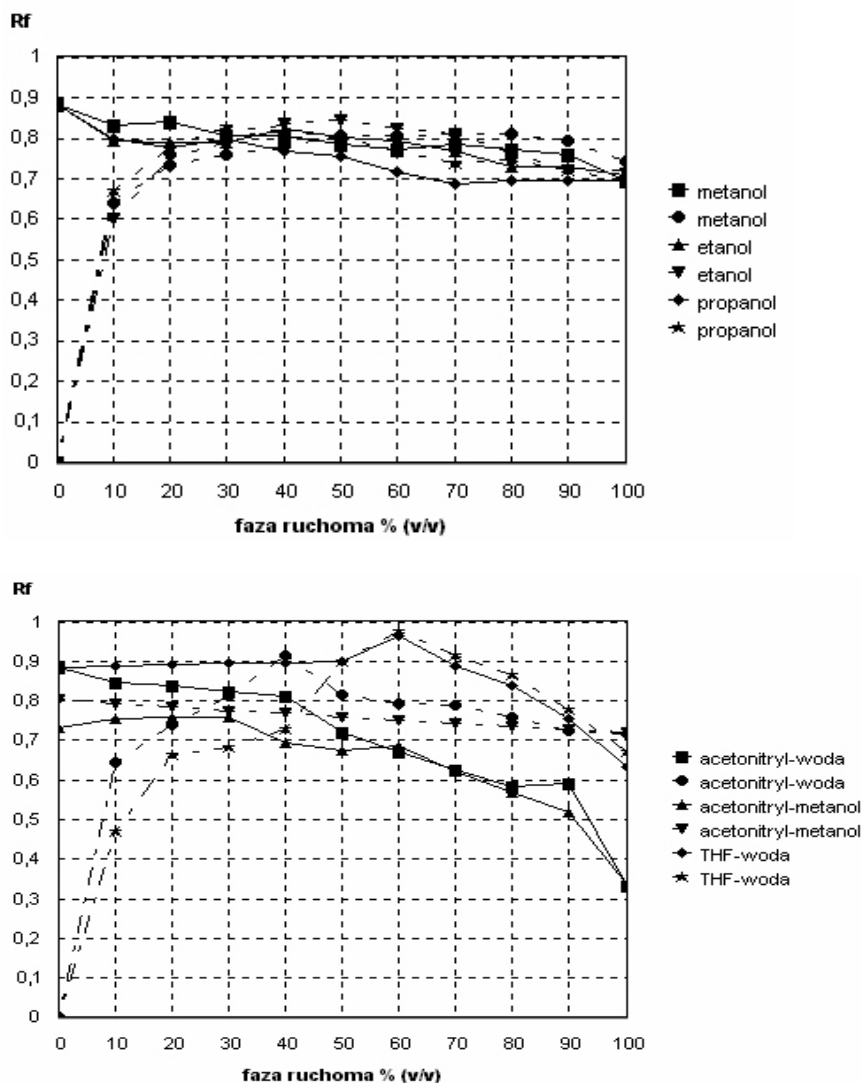 Rf
1
0,9
0,8
0,7
0,6
0,5
0,4
0,3
0,2
0,1
0
0 10 20 30 40 50 60 70 80 90 100
faza ruchoma % (v/v)
metanol
metanol
etanol
etanol
propanol
propanol
Rf
1
0,9
0,8
0,7
0,6
0,5
0,4
0,3
0,2
0,1
0
0 10 20 30 40 50 60 70 80 90 100
faza ruchoma % (v/v)
acetonitryl-woda
acetonitryl-woda
acetonitryl-metanol
acetonitryl-metanol
THF-woda
THF-woda